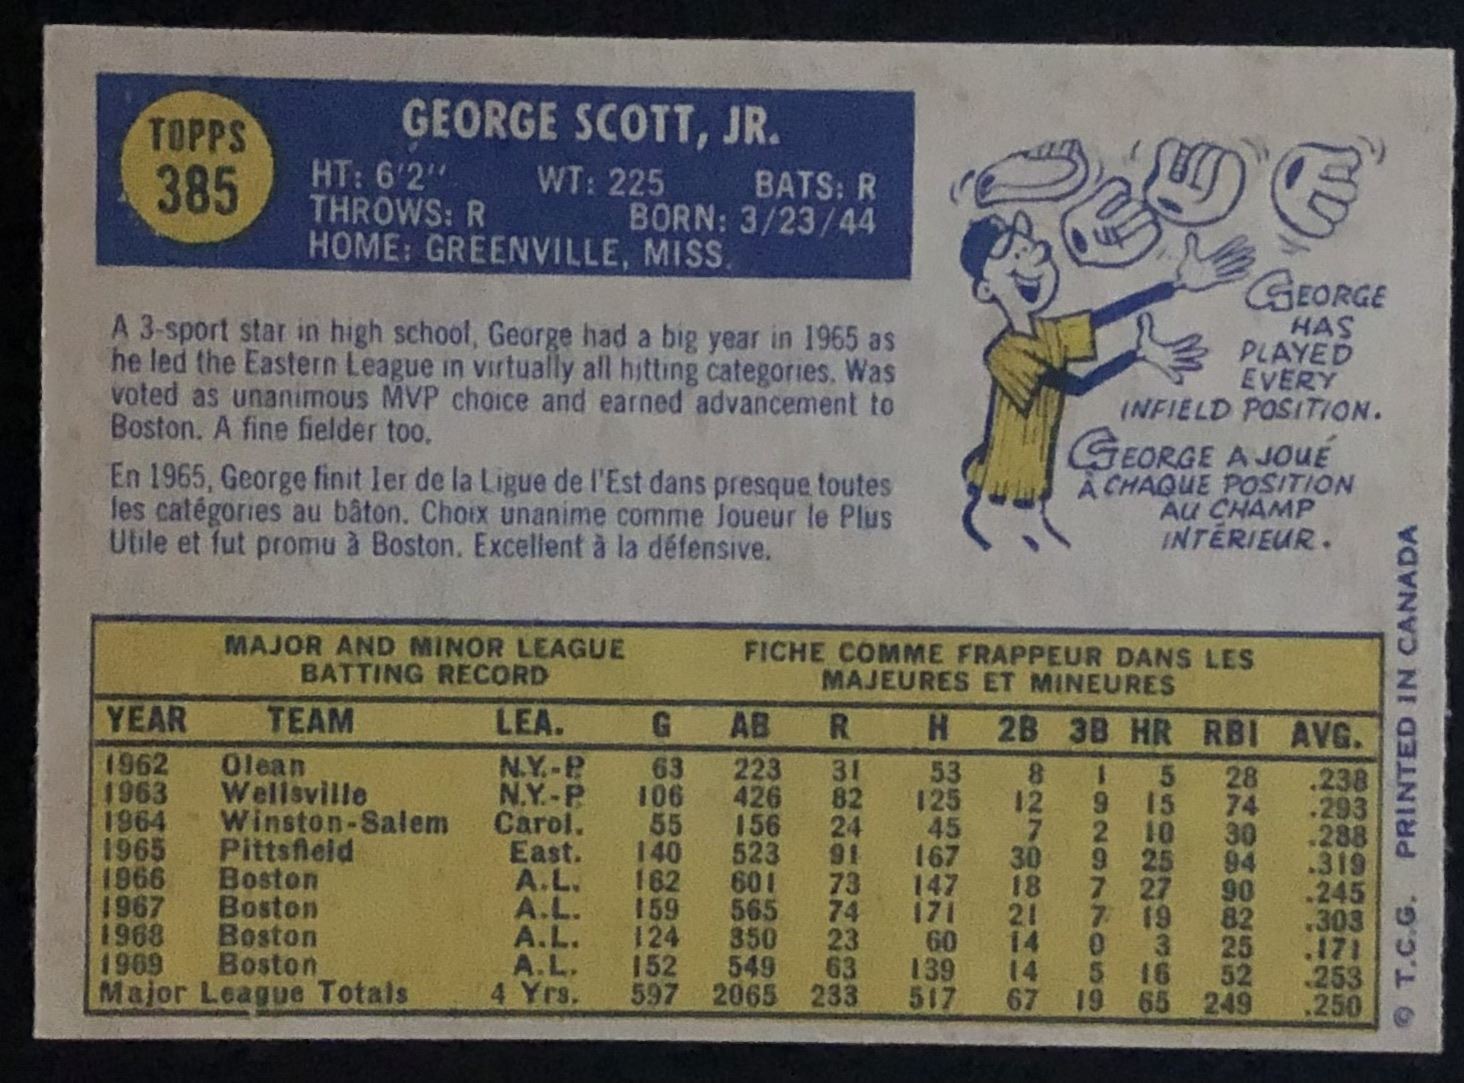 TOPPS
385
GEORGE SCOTT, JR.
HT: 6'2" WT: 225 BATS: R
THROWS: R BORN: 3/23/44
HOME: GREENVILLE, MISS.
A 3-sport star in high school, George had a big year in 1965 as
he led the Eastern League in virtually all hitting categories. Was
voted as unanimous MVP choice and earned advancement to
Boston. A fine fielder too.
En 1965, George finit 1er de la Ligue de l'Est dans presque toutes
les catégories au bâton. Choix unanime comme Joueur le Plus
Utile et fut promu à Boston. Excellent à la défensive.
GEORGE
HAS
PLAYED
EVERY
INFIELD POSITION.
GEORGE A JOUÉ
À CHAQUE POSITION
AU CHAMP
INTÉRIEUR.
MAJOR AND MINOR LEAGUE
BATTING RECORD
FICHE COMME FRAPPEUR DANS LES
MAJEURES ET MINEURES
YEAR TEAM LEA. G AB R H 2B 3B HR RBI AVG.
1962 Olean N.Y.-P 63 223 31 53 8 1 5 28 .238
1963 Wellsville N.Y.-P 106 426 82 125 12 9 15 74 .293
1964 Winston-Salem Carol. 55 156 24 45 7 2 10 30 .288
1965 Pittsfield East. 140 523 91 167 30 9 25 94 .319
1966 Boston A.L. 162 601 73 147 18 7 27 90 .245
1967 Boston A.L. 159 565 74 171 21 7 19 82 .303
1968 Boston A.L. 124 350 23 60 14 0 3 25 .171
1969 Boston A.L. 152 549 63 139 14 5 16 52 .253
Major League Totals 4 Yrs. 597 2065 233 517 67 19 65 249 .250
© T.C.G. PRINTED IN CANADA